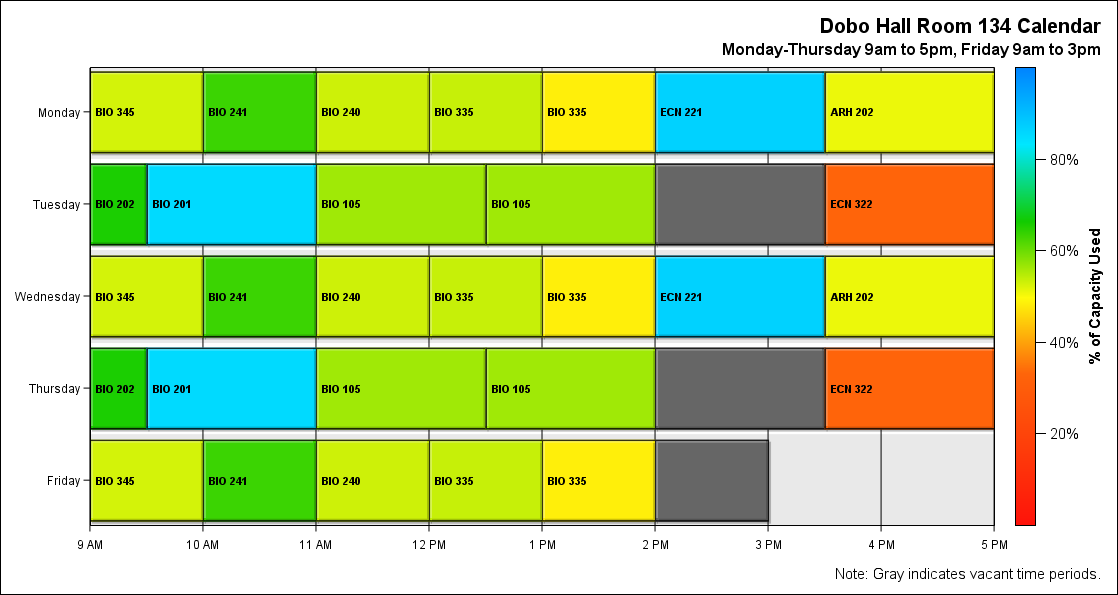 Dobo Hall Room 134 Calendar
Monday-Thursday 9am to 5pm, Friday 9am to 3pm
Monday BIO 345 BIO 241 BIO 240 BIO 335 BIO 335 ECN 221 ARH 202
Tuesday BIO 202 BIO 201 BIO 105 BIO 105 ECN 322
Wednesday BIO 345 BIO 241 BIO 240 BIO 335 BIO 335 ECN 221 ARH 202
Thursday BIO 202 BIO 201 BIO 105 BIO 105 ECN 322
Friday BIO 345 BIO 241 BIO 240 BIO 335 BIO 335
9 AM 10 AM 11 AM 12 PM 1 PM 2 PM 3 PM 4 PM 5 PM
80%
60%
40%
20%
% of Capacity Used
Note: Gray indicates vacant time periods.